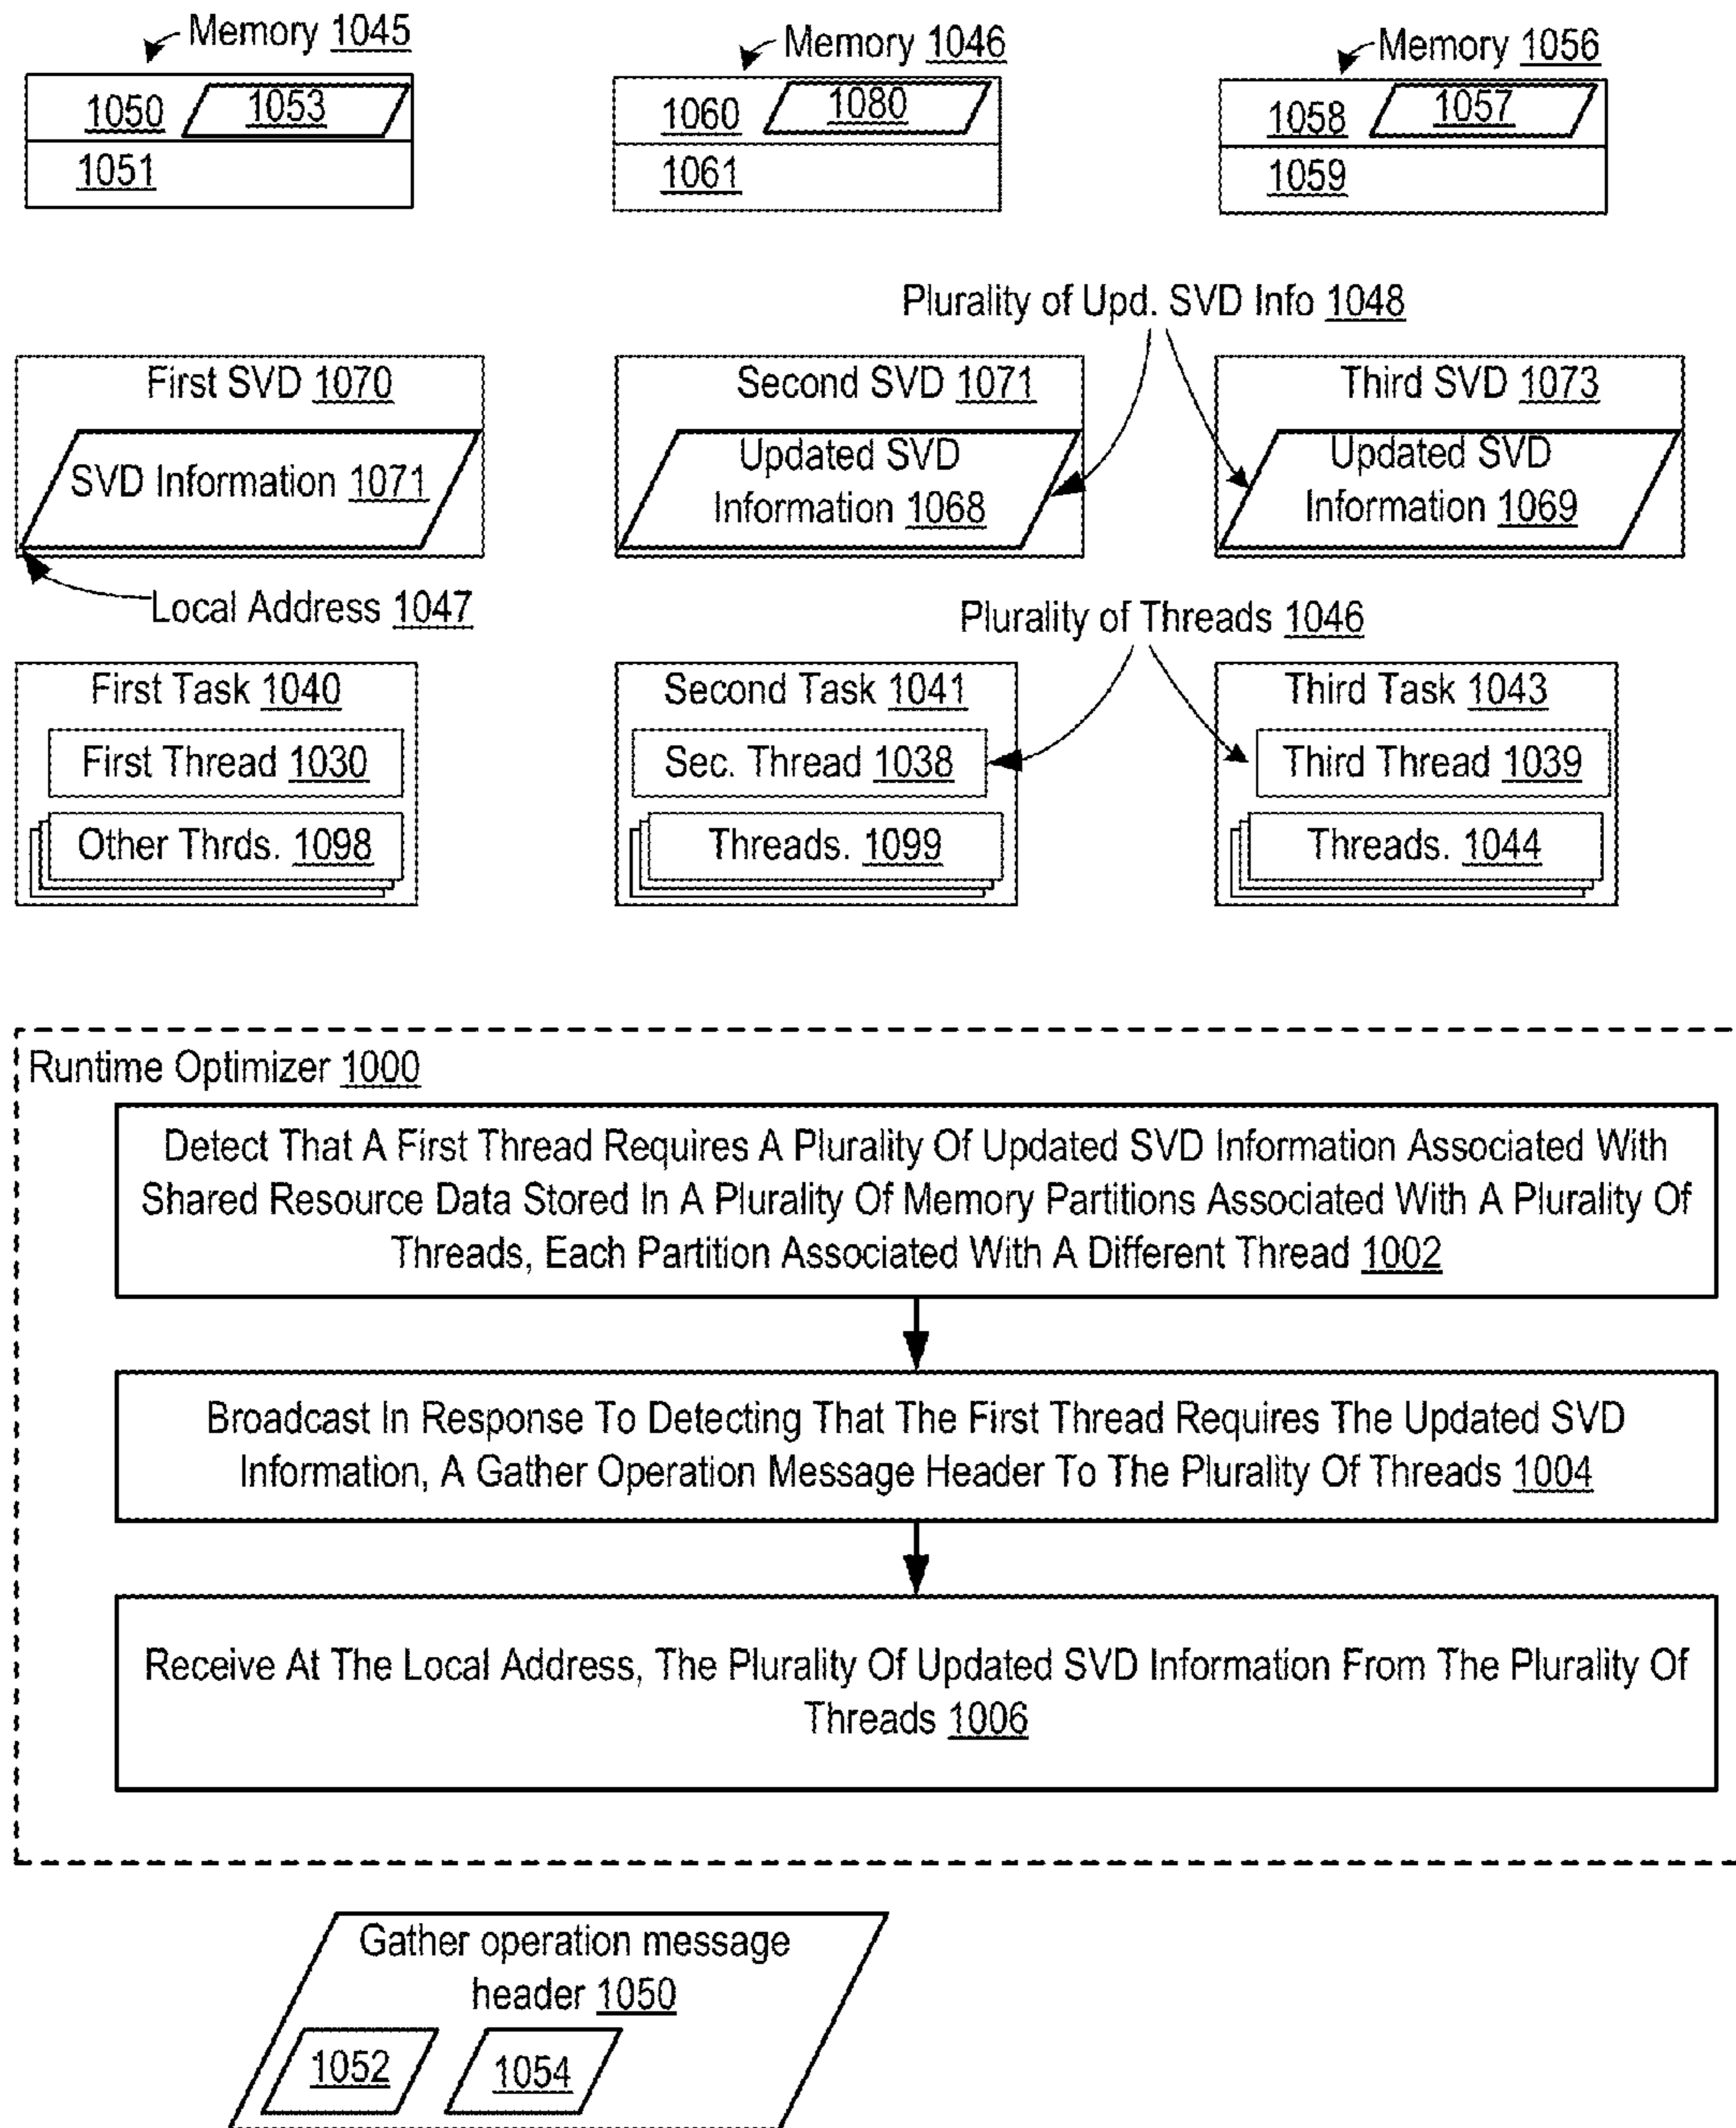 Memory 1045
Memory 1046
Memory 1056
1050
1053
1051
1060
1080
1061
1058
1057
1059
Plurality of Upd. SVD Info 1048
First SVD 1070
SVD Information 1071
Second SVD 1071
Updated SVD
Information 1068
Third SVD 1073
Updated SVD
Information 1069
Local Address 1047
Plurality of Threads 1046
First Task 1040
First Thread 1030
Other Thrds. 1098
Second Task 1041
Sec. Thread 1038
Threads. 1099
Third Task 1043
Third Thread 1039
Threads. 1044
Runtime Optimizer 1000
Detect That A First Thread Requires A Plurality Of Updated SVD Information Associated With
Shared Resource Data Stored In A Plurality Of Memory Partitions Associated With A Plurality Of
Threads, Each Partition Associated With A Different Thread 1002
Broadcast In Response To Detecting That The First Thread Requires The Updated SVD
Information, A Gather Operation Message Header To The Plurality Of Threads 1004
Receive At The Local Address, The Plurality Of Updated SVD Information From The Plurality Of
Threads 1006
Gather operation message
header 1050
1052
1054